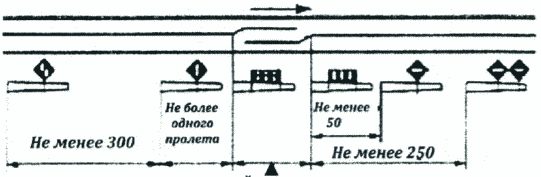 Не более
одного
пролета
Не менее
50
Не менее 300
Не менее 250